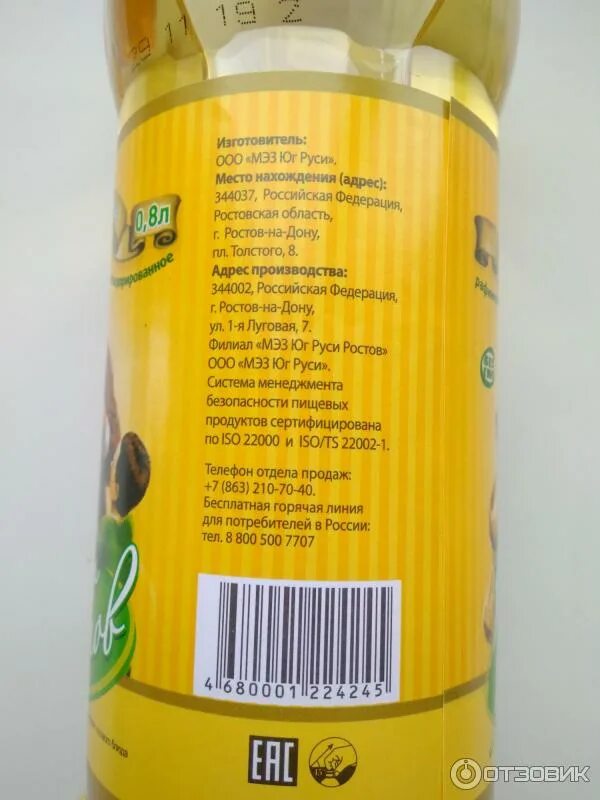 29 11 19 2
0,8л
Изготовитель:
ООО «МЭЗ Юг Руси».
Место нахождения (адрес):
344037, Российская Федерация,
Ростовская область,
г. Ростов-на-Дону,
пл. Толстого, 8.
Адрес производства:
344002, Российская Федерация,
г. Ростов-на-Дону,
ул. 1-я Луговая, 7.
Филиал «МЭЗ Юг Руси Ростов»
ООО «МЭЗ Юг Руси».
Система менеджмента
безопасности пищевых
продуктов сертифицирована
по ISO 22000 и ISO/TS 22002-1.
Телефон отдела продаж:
+7 (863) 210-70-40.
Бесплатная горячая линия
для потребителей в России:
тел. 8 800 500 7707
4 680001 224245
EAC
15
ОТЗОВИК